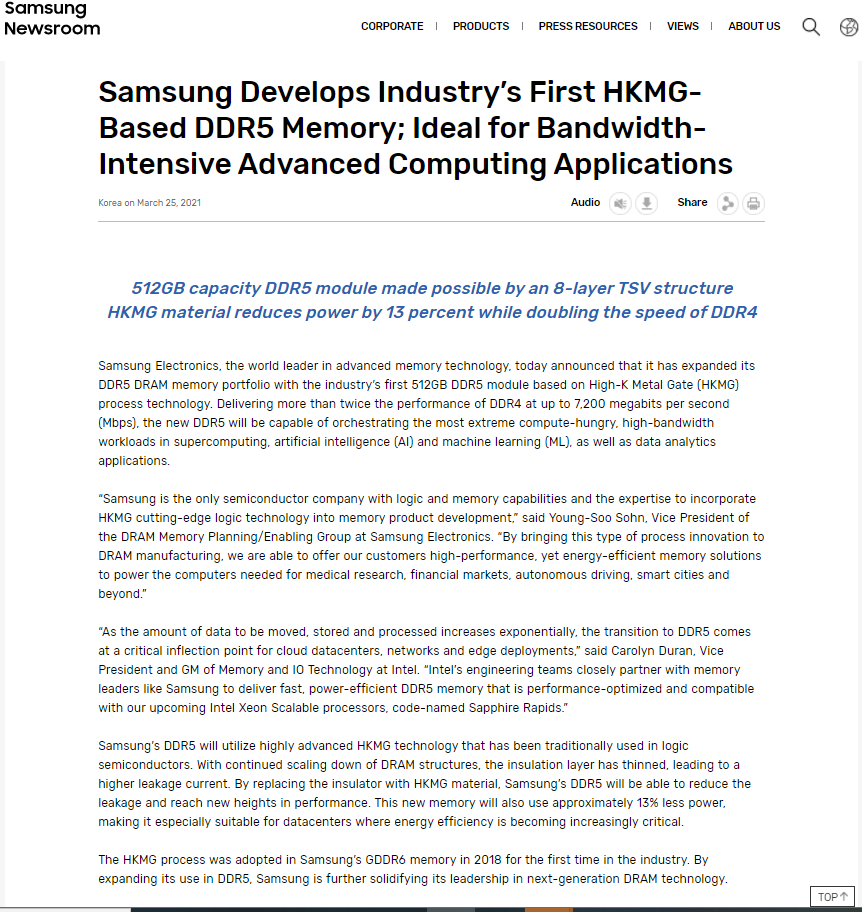 Samsung
Newsroom
CORPORATE
PRODUCTS
PRESS RESOURCES
VIEWS
ABOUT US
Samsung Develops Industry’s First HKMG-
Based DDR5 Memory; Ideal for Bandwidth-
Intensive Advanced Computing Applications
Korea on March 25, 2021
Audio
Share
512GB capacity DDR5 module made possible by an 8-layer TSV structure
HKMG material reduces power by 13 percent while doubling the speed of DDR4
Samsung Electronics, the world leader in advanced memory technology, today announced that it has expanded its
DDR5 DRAM memory portfolio with the industry’s first 512GB DDR5 module based on High-K Metal Gate (HKMG)
process technology. Delivering more than twice the performance of DDR4 at up to 7,200 megabits per second
(Mbps), the new DDR5 will be capable of orchestrating the most extreme compute-hungry, high-bandwidth
workloads in supercomputing, artificial intelligence (AI) and machine learning (ML), as well as data analytics
applications.
“Samsung is the only semiconductor company with logic and memory capabilities and the expertise to incorporate
HKMG cutting-edge logic technology into memory product development,” said Young-Soo Sohn, Vice President of
the DRAM Memory Planning/Enabling Group at Samsung Electronics. “By bringing this type of process innovation to
DRAM manufacturing, we are able to offer our customers high-performance, yet energy-efficient memory solutions
to power the computers needed for medical research, financial markets, autonomous driving, smart cities and
beyond.”
“As the amount of data to be moved, stored and processed increases exponentially, the transition to DDR5 comes
at a critical inflection point for cloud datacenters, networks and edge deployments,” said Carolyn Duran, Vice
President and GM of Memory and IO Technology at Intel. “Intel’s engineering teams closely partner with memory
leaders like Samsung to deliver fast, power-efficient DDR5 memory that is performance-optimized and compatible
with our upcoming Intel Xeon Scalable processors, code-named Sapphire Rapids.”
Samsung’s DDR5 will utilize highly advanced HKMG technology that has been traditionally used in logic
semiconductors. With continued scaling down of DRAM structures, the insulation layer has thinned, leading to a
higher leakage current. By replacing the insulator with HKMG material, Samsung’s DDR5 will be able to reduce the
leakage and reach new heights in performance. This new memory will also use approximately 13% less power,
making it especially suitable for datacenters where energy efficiency is becoming increasingly critical.
The HKMG process was adopted in Samsung’s GDDR6 memory in 2018 for the first time in the industry. By
expanding its use in DDR5, Samsung is further solidifying its leadership in next-generation DRAM technology.
TOP↑